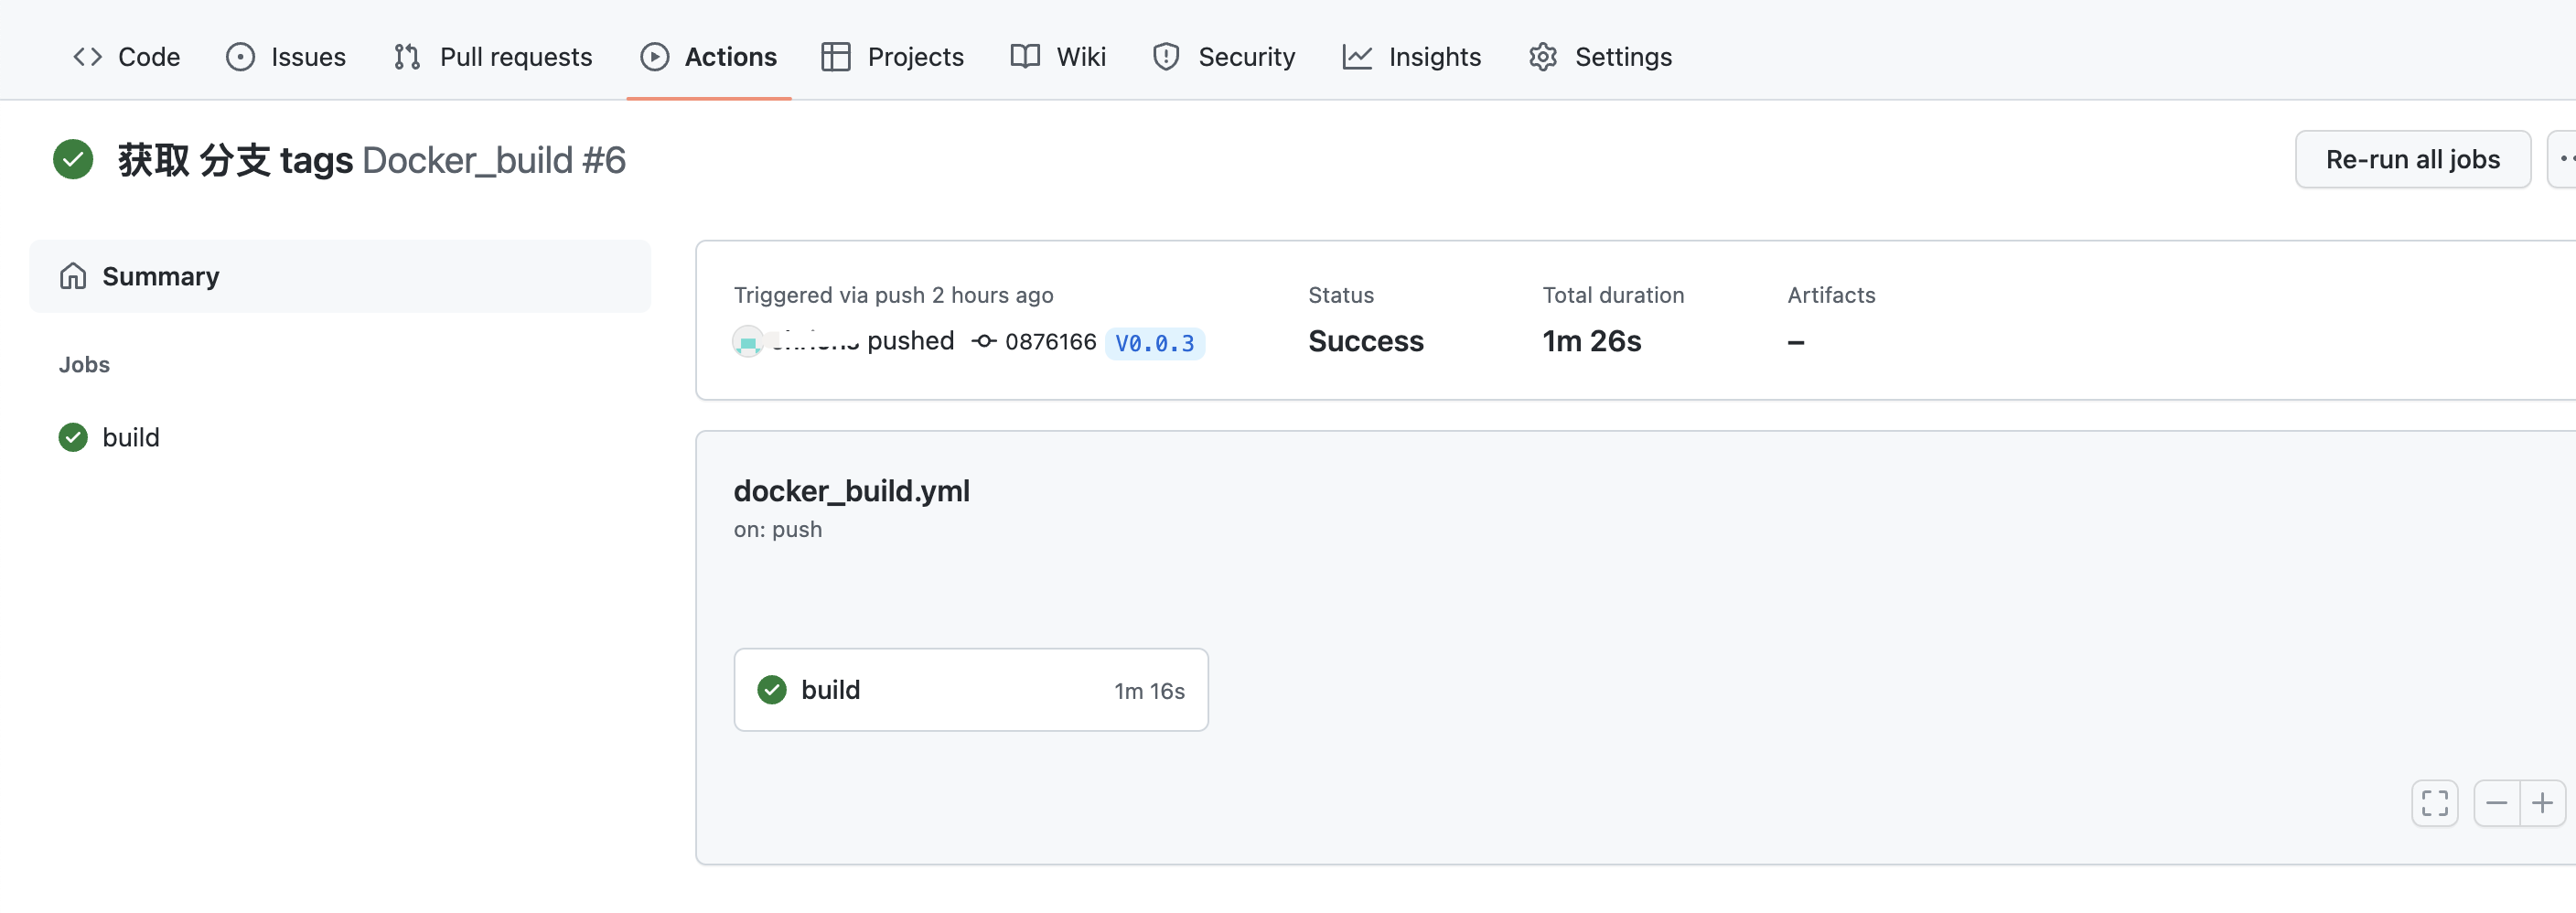 Code Issues Pull requests Actions Projects Wiki Security Insights Settings
获取 分支 tags Docker_build #6
Re-run all jobs
Summary
Jobs
build
Triggered via push 2 hours ago
pushed 0876166 V0.0.3
Status
Success
Total duration
1m 26s
Artifacts
–
docker_build.yml
on: push
build 1m 16s